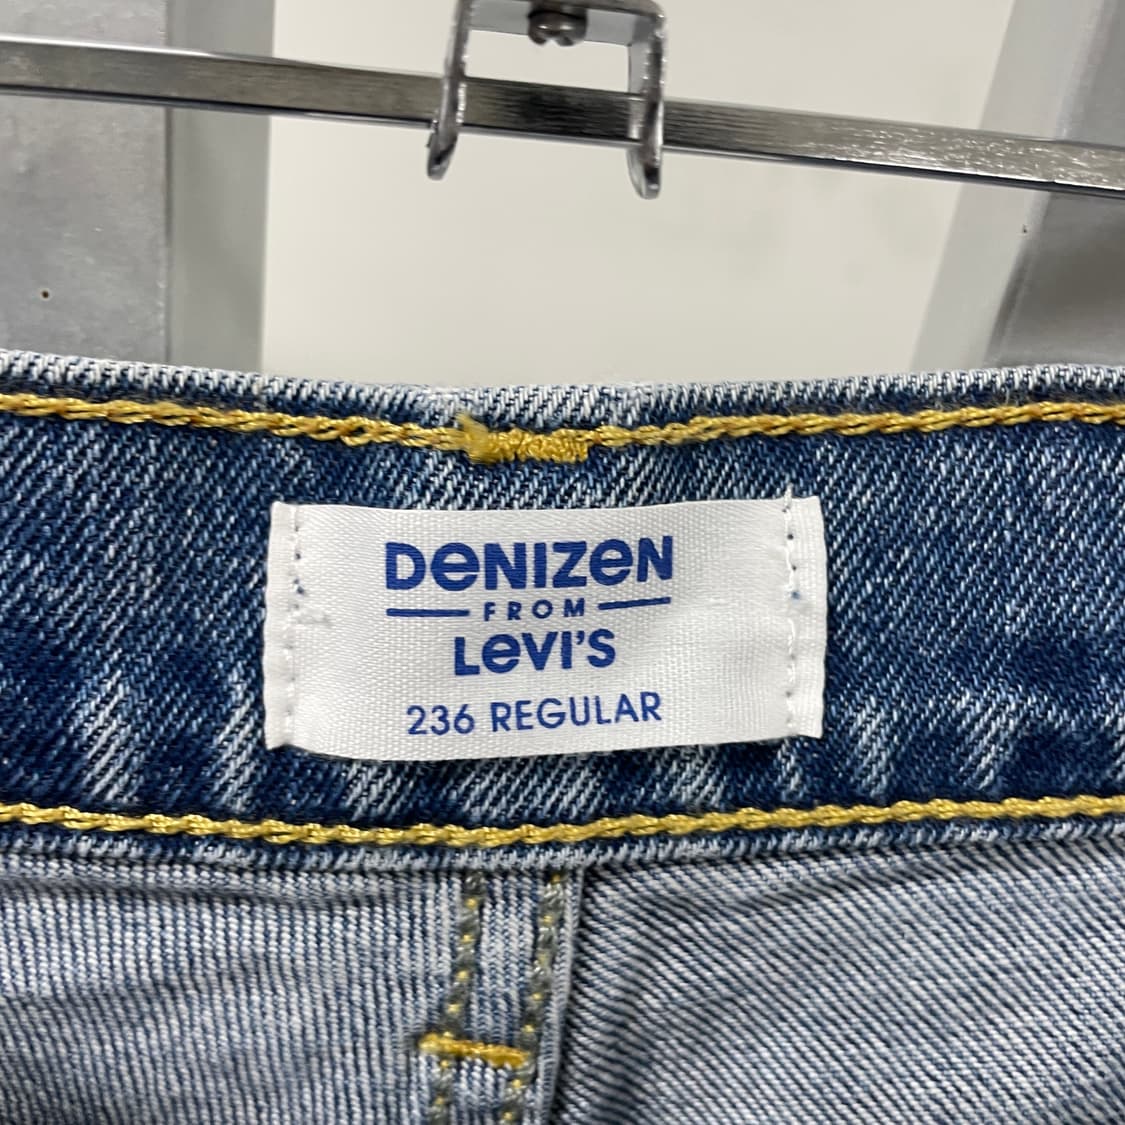 DENIZEN
FROM
LEVI'S
236 REGULAR